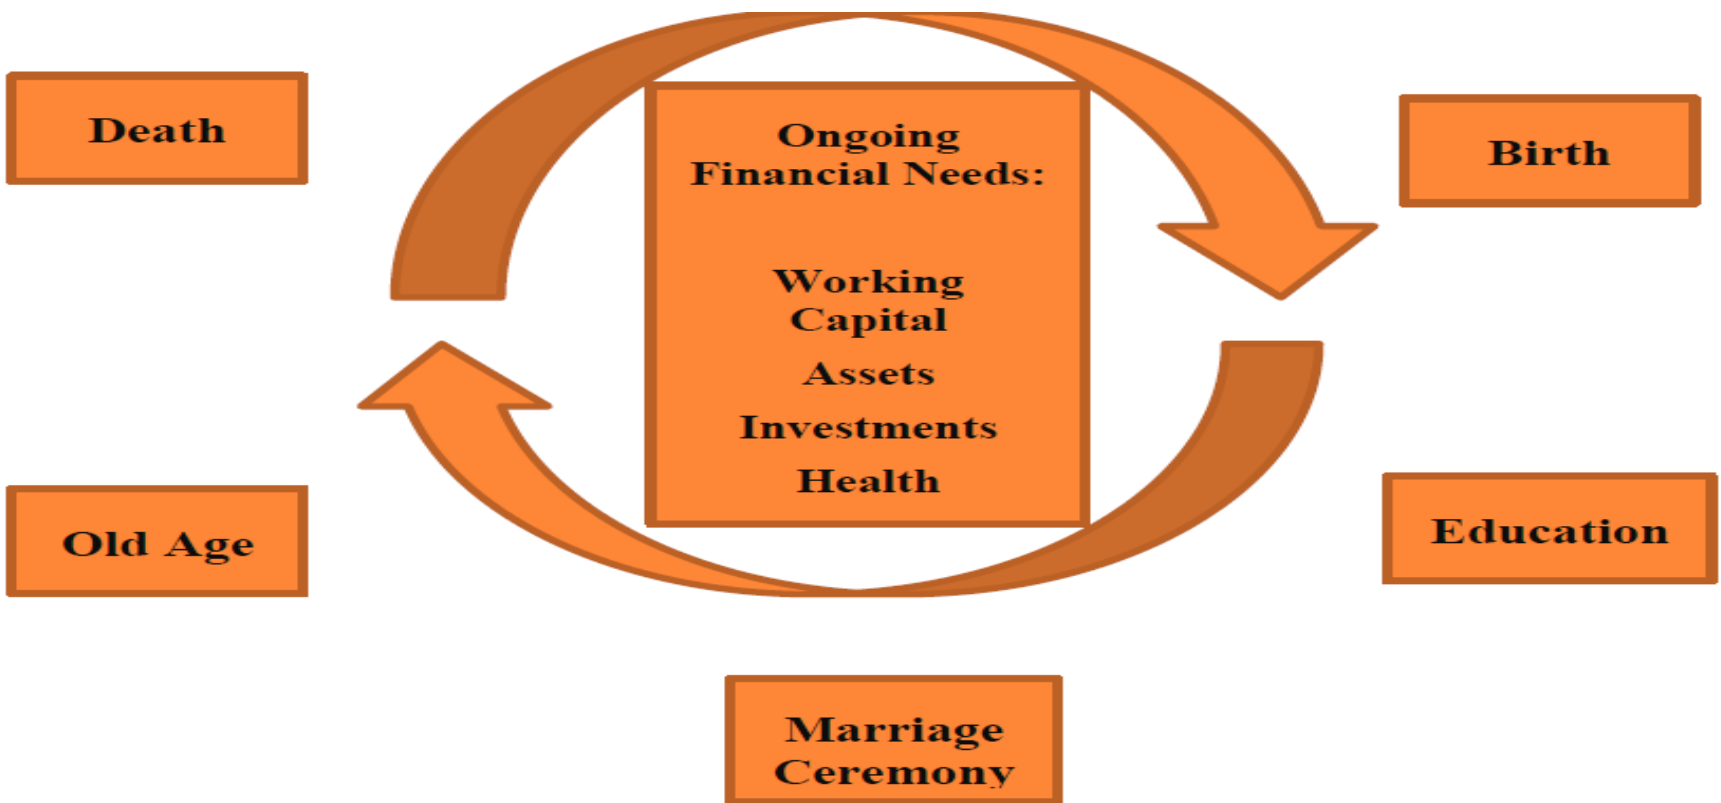 Death
Birth
Ongoing
Financial Needs:
Working
Capital
Assets
Investments
Health
Old Age
Education
Marriage
Ceremony